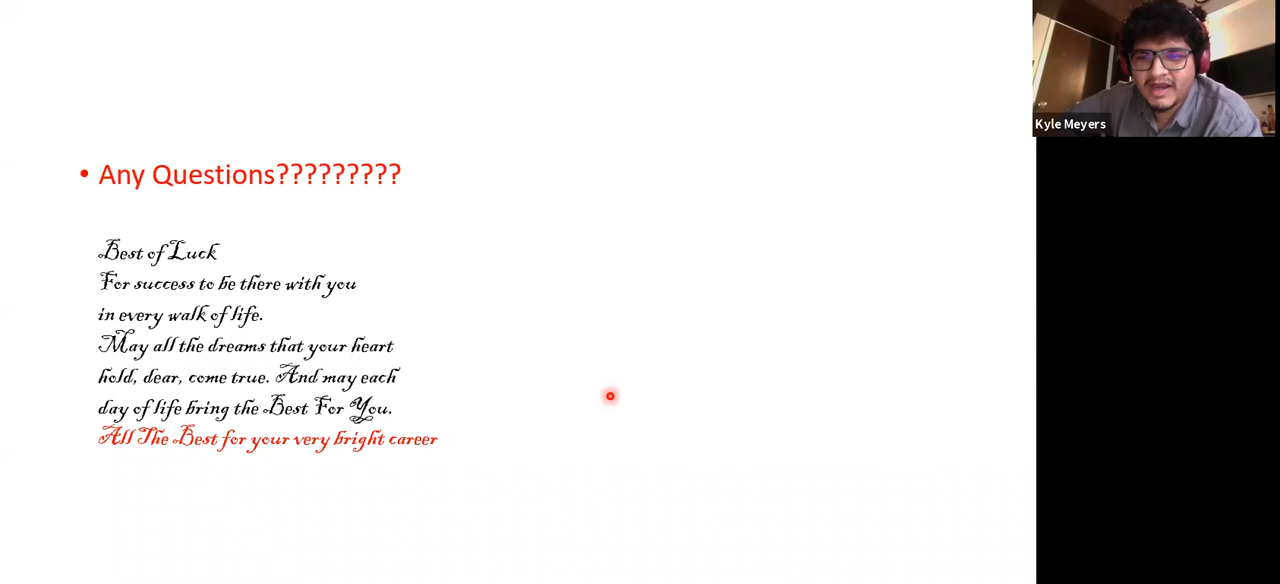 • Any Questions?????????
Best of Luck
For success to be there with you
in every walk of life.
May all the dreams that your heart
hold, dear, come true. And may each
day of life bring the Best For You.
All The Best for your very bright career
Kyle Meyers